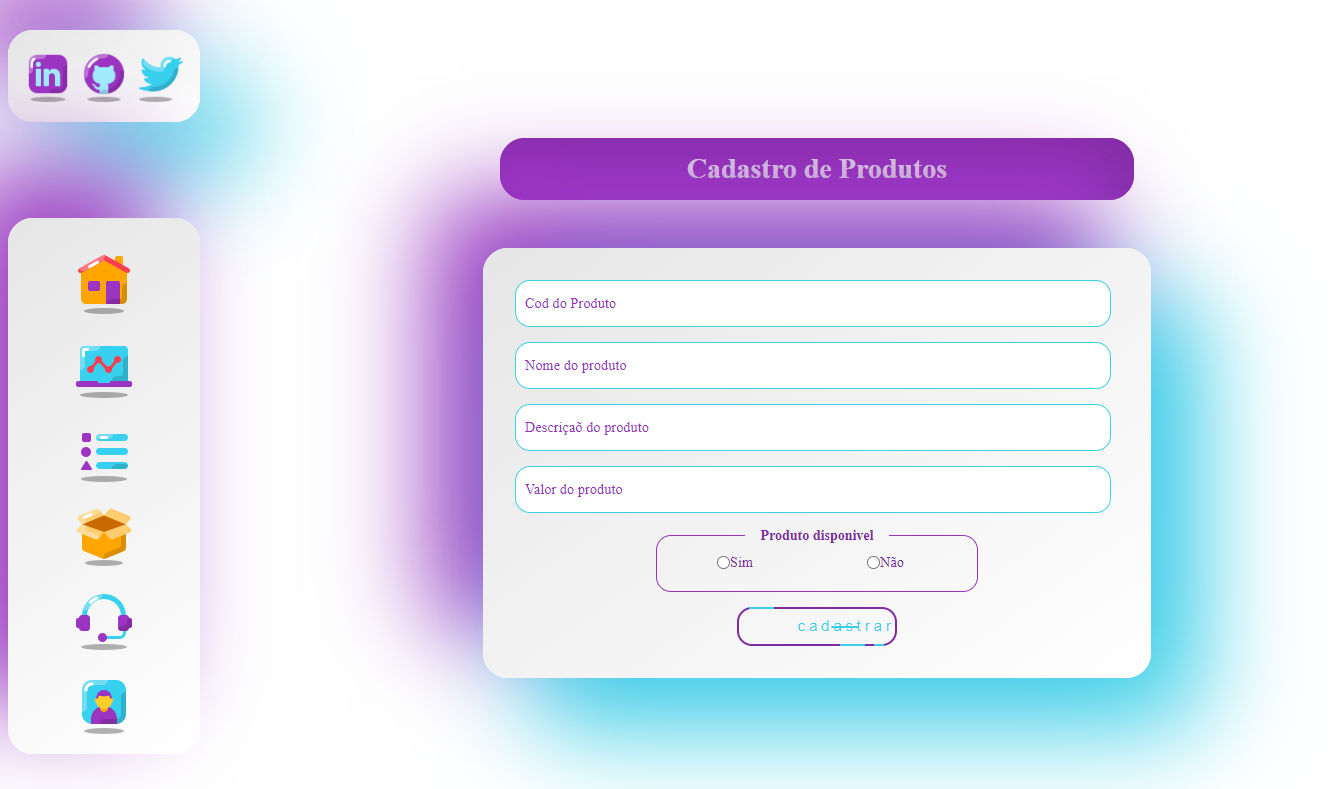 in
Cadastro de Produtos
Cod do Produto
Nome do produto
Descriçaõ do produto
Valor do produto
Produto disponivel
Sim Não
cadastrar